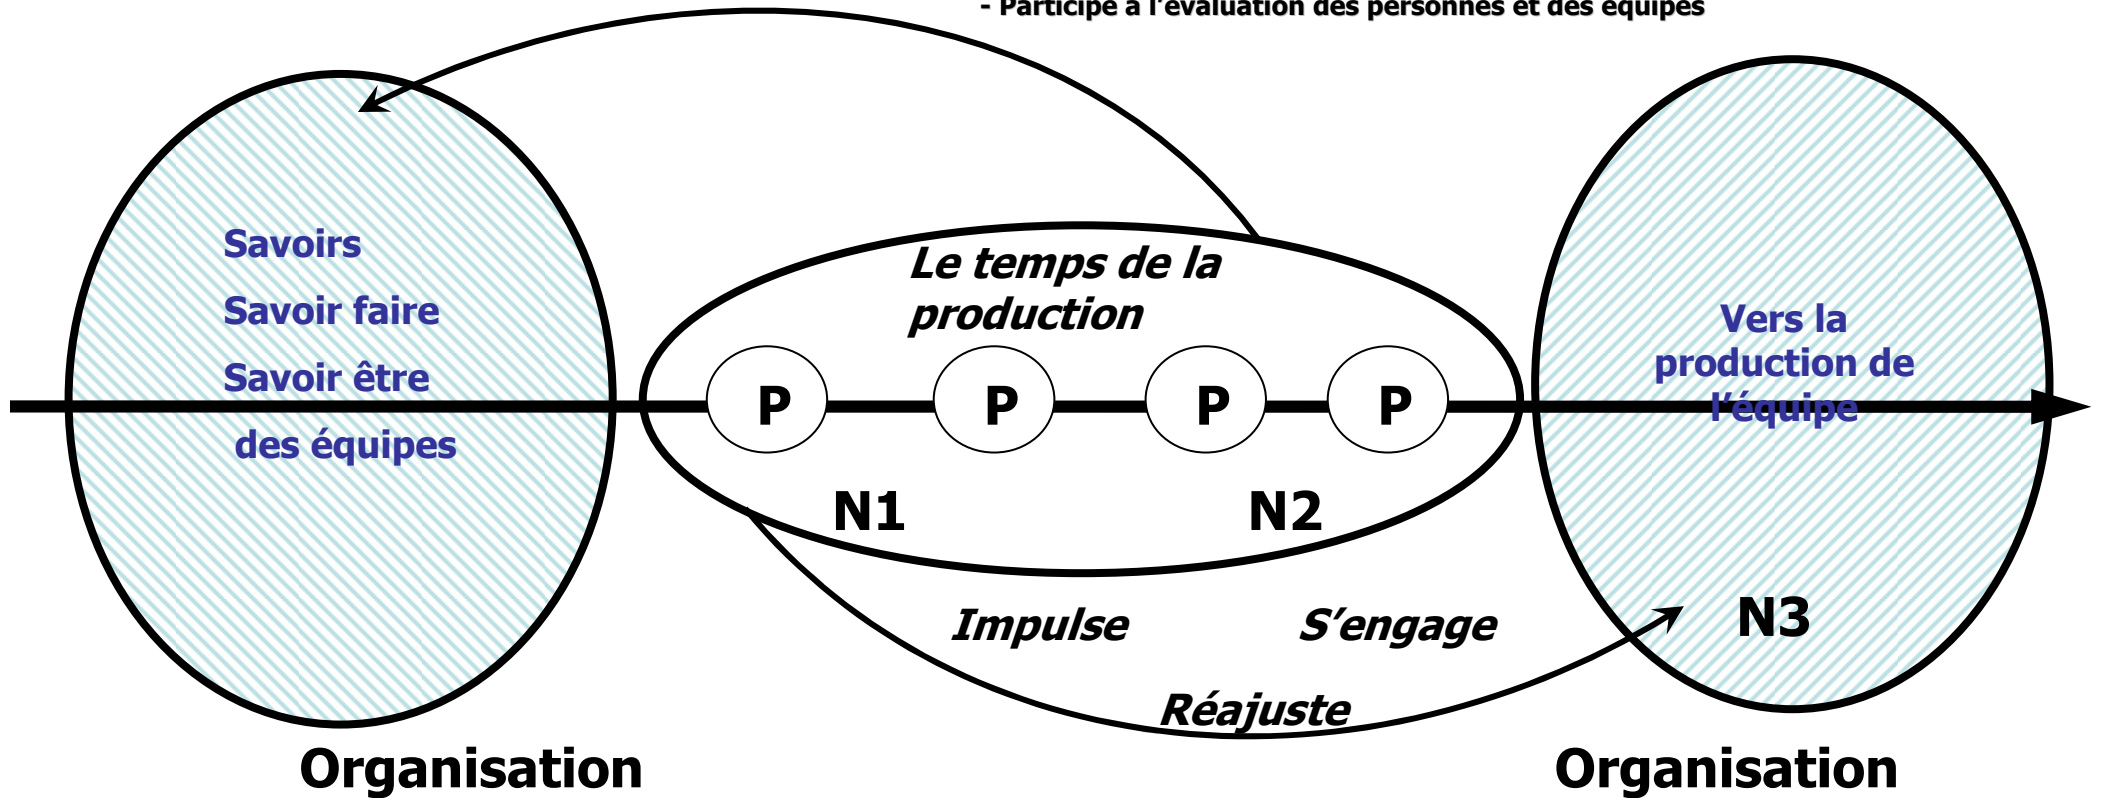 - Participe à l’évaluation des personnes et des équipes
Savoirs
Savoir faire
Savoir être
des équipes
Le temps de la
production
P P P P
N1 N2
Vers la
production de
l’équipe
N3
Impulse S’engage
Réajuste
Organisation Organisation